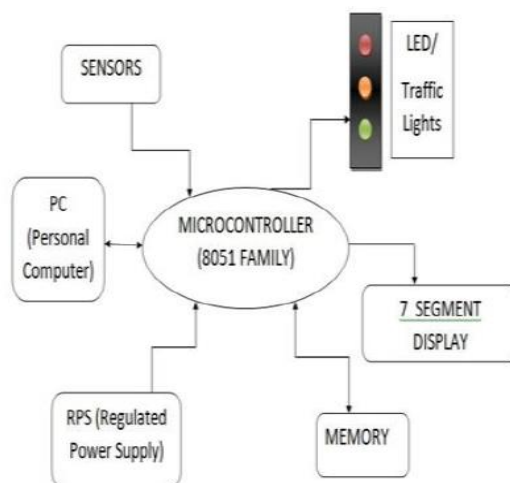 SENSORS
LED/
Traffic
Lights
PC
(Personal
Computer)
MICROCONTROLLER
(8051 FAMILY)
7 SEGMENT
DISPLAY
RPS (Regulated
Power Supply)
MEMORY